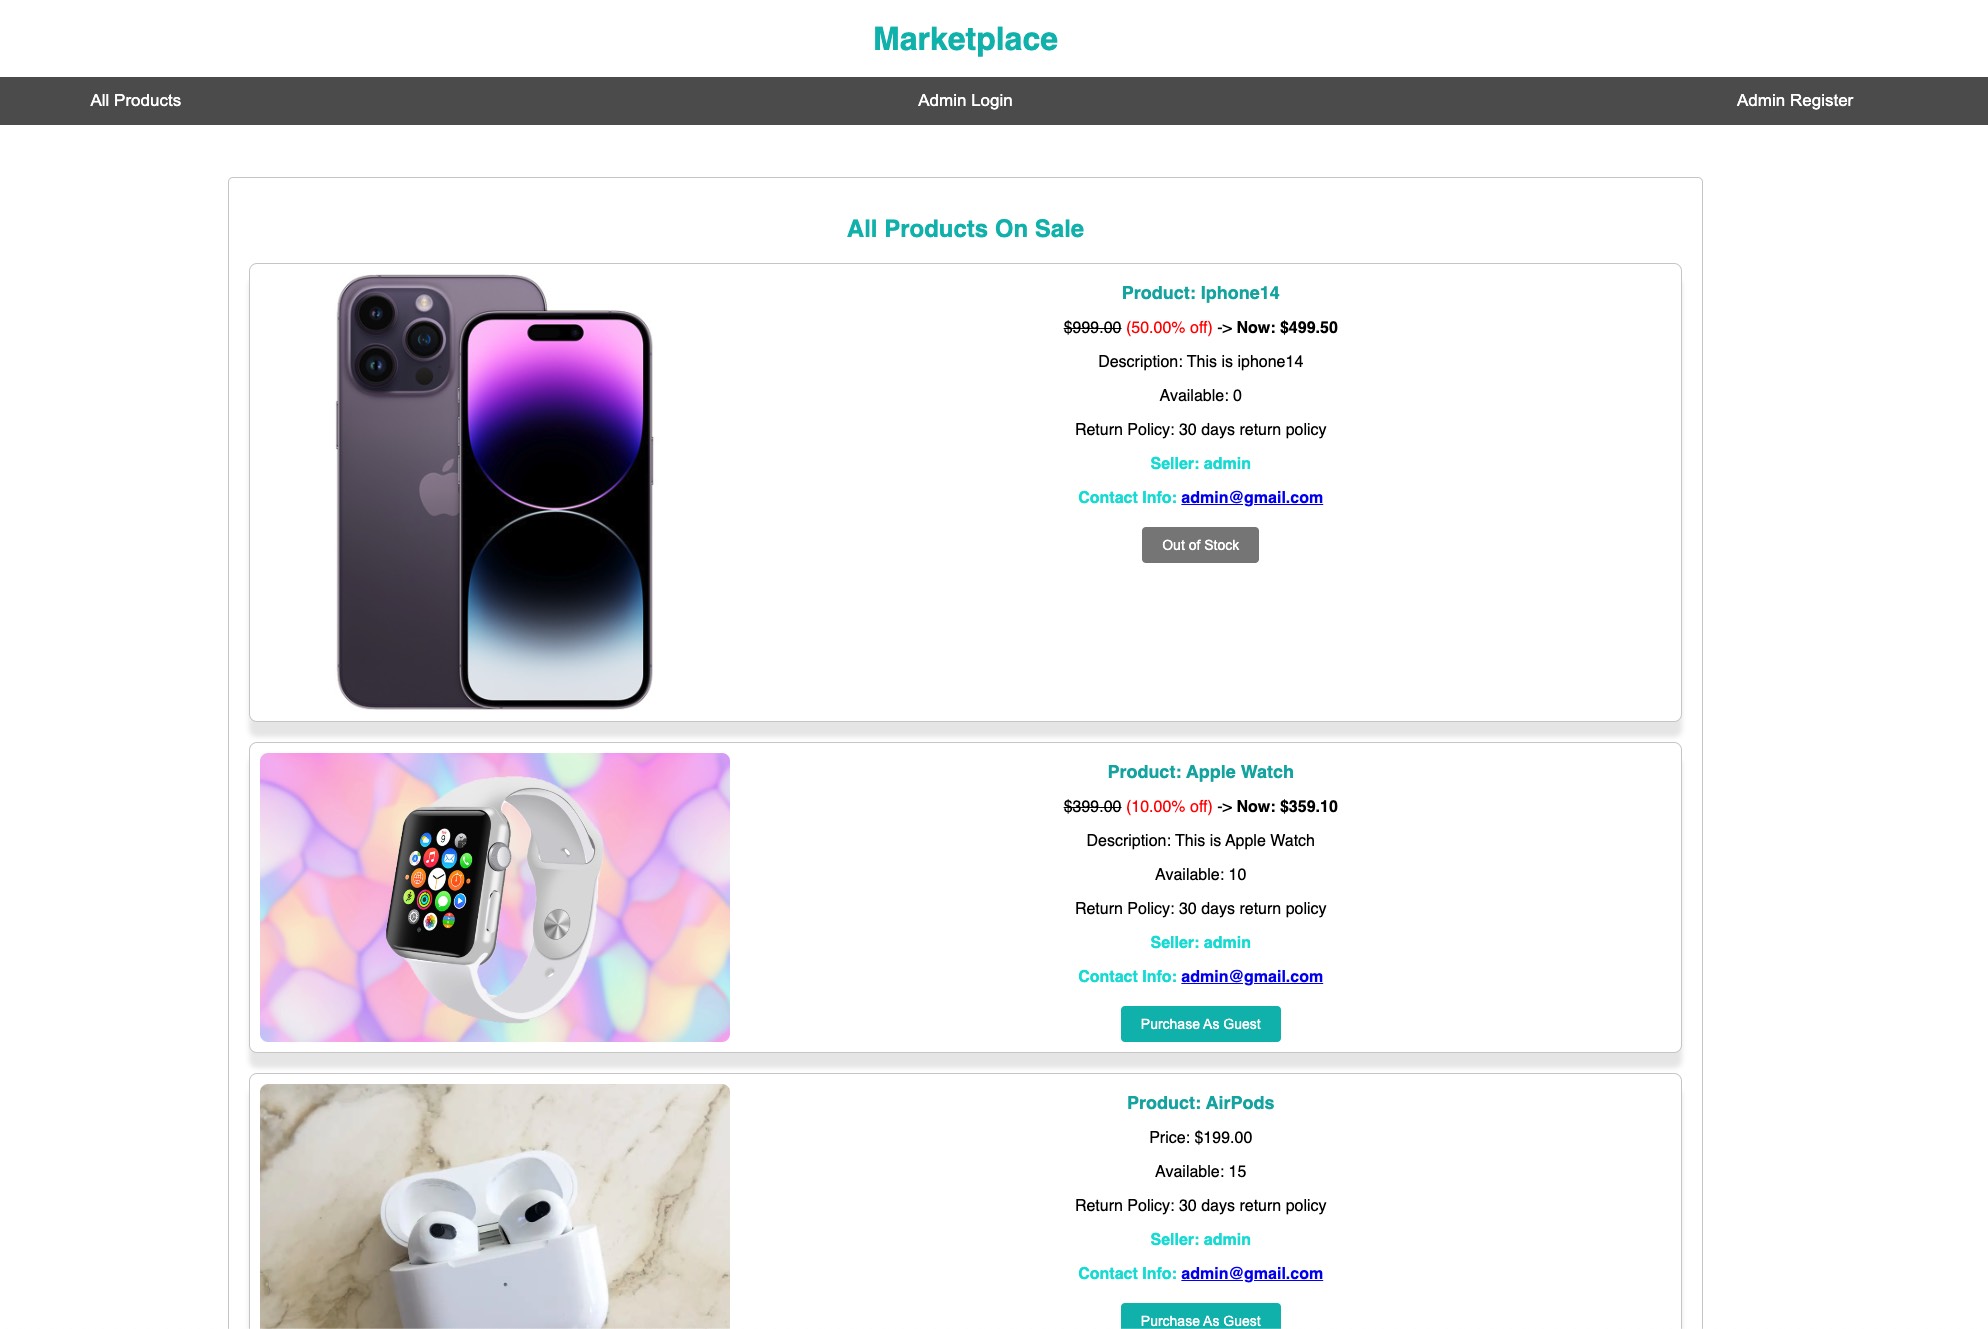 Marketplace
All Products
Admin Login
Admin Register
All Products On Sale
Product: Iphone14
$999.00 (50.00% off) -> Now: $499.50
Description: This is iphone14
Available: 0
Return Policy: 30 days return policy
Seller: admin
Contact Info: admin@gmail.com
Out of Stock
Product: Apple Watch
$399.00 (10.00% off) -> Now: $359.10
Description: This is Apple Watch
Available: 10
Return Policy: 30 days return policy
Seller: admin
Contact Info: admin@gmail.com
Purchase As Guest
Product: AirPods
Price: $199.00
Available: 15
Return Policy: 30 days return policy
Seller: admin
Contact Info: admin@gmail.com
Purchase As Guest